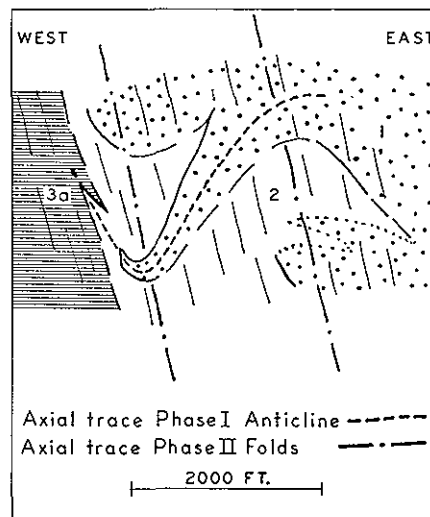 WEST EAST
3a 2
Axial trace Phase I Anticline
Axial trace Phase II Folds
2000 FT.